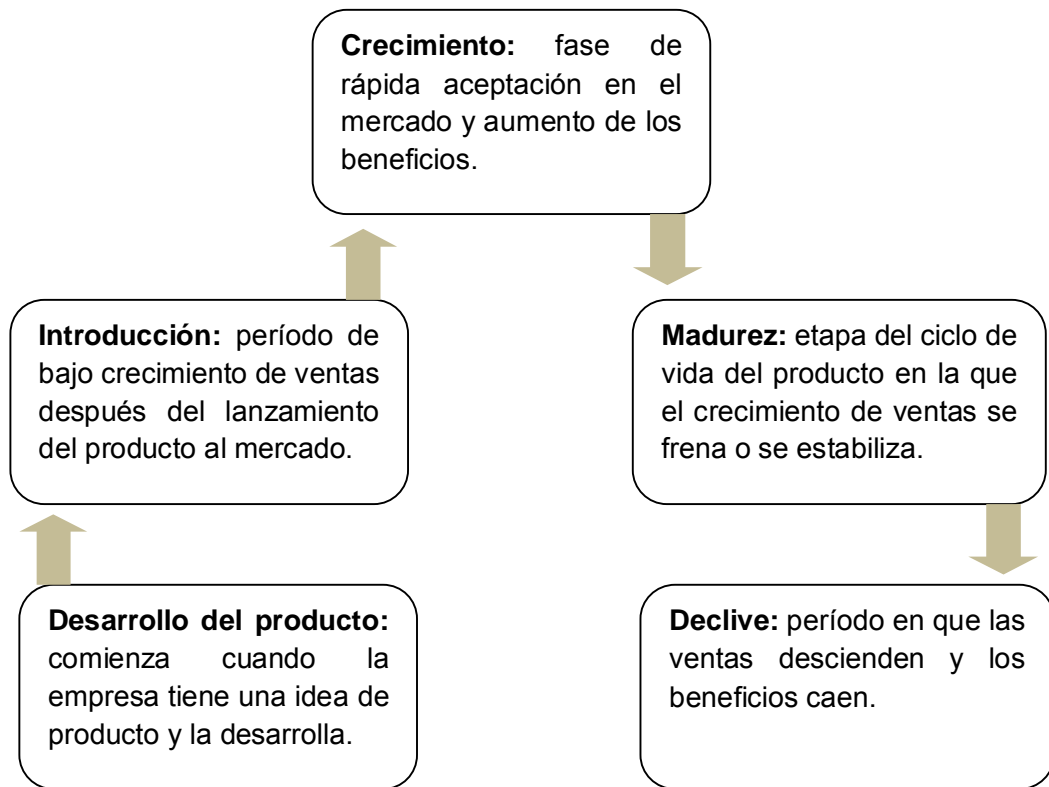 Crecimiento: fase de
rápida aceptación en el
mercado y aumento de los
beneficios.
Introducción: período de
bajo crecimiento de ventas
después del lanzamiento
del producto al mercado.
Madurez: etapa del ciclo de
vida del producto en la que
el crecimiento de ventas se
frena o se estabiliza.
Desarrollo del producto:
comienza cuando la
empresa tiene una idea de
producto y la desarrolla.
Declive: período en que las
ventas descienden y los
beneficios caen.